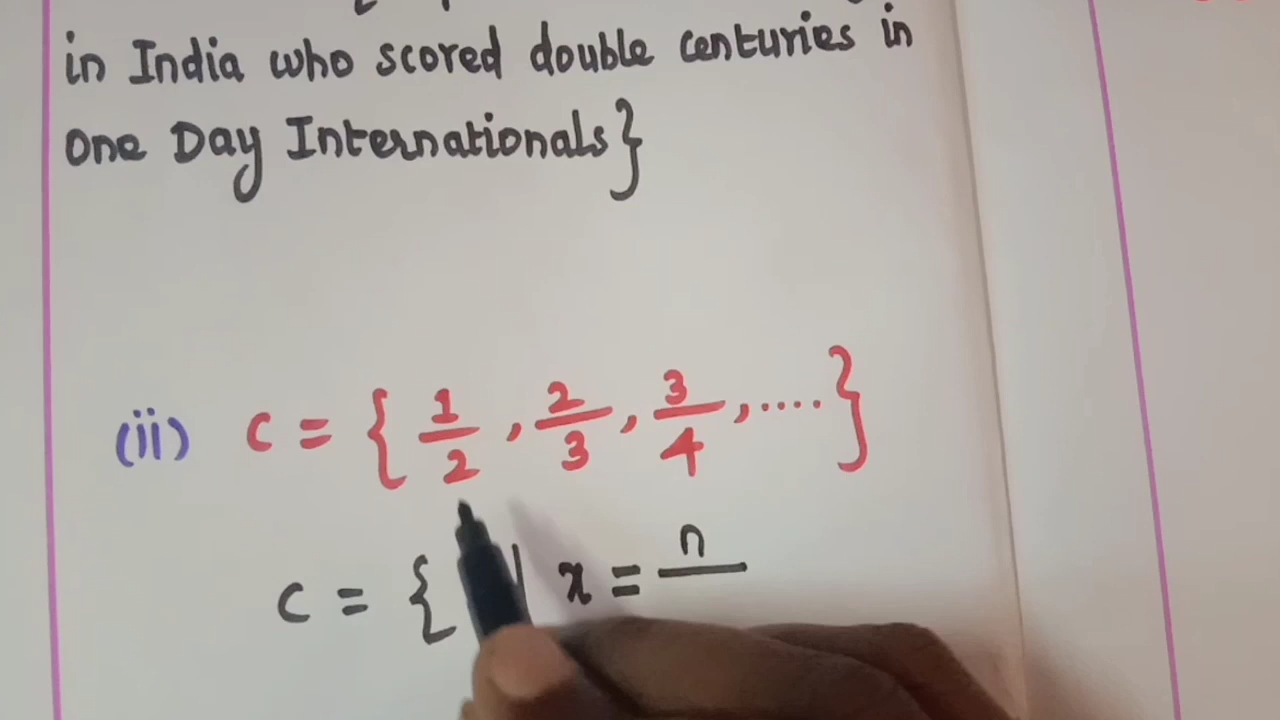 in India who scored double centuries in
One Day Internationals}
(ii) C = { 1/2 , 2/3 , 3/4 , .... }
C = { | x = n/